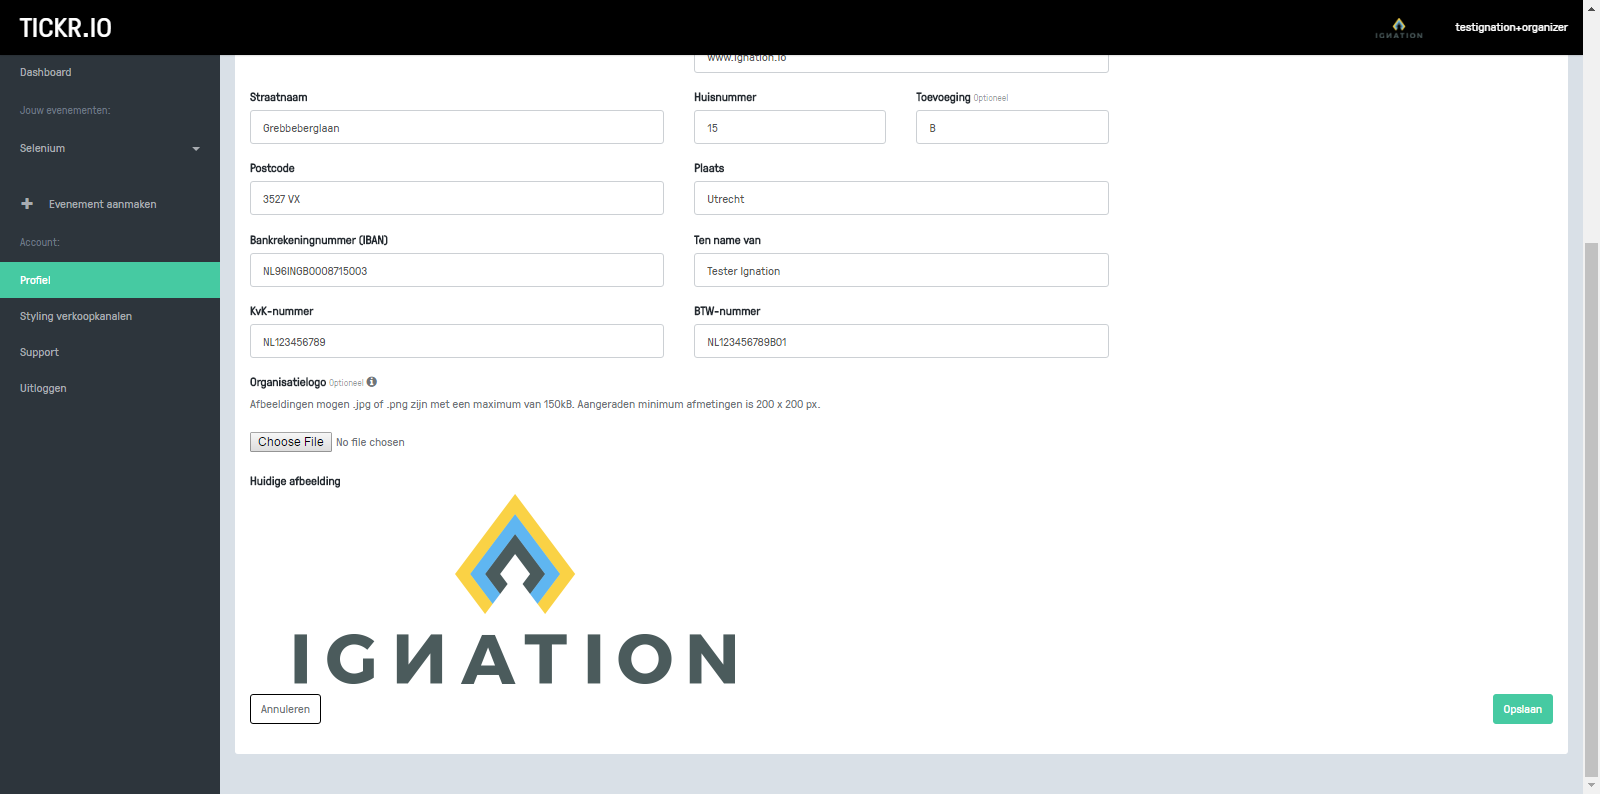 TICKR.IO
IGNATION
testignation+organizer
Dashboard
Jouw evenementen:
Selenium
Evenement aanmaken
Account:
Profiel
Styling verkoopkanalen
Support
Uitloggen
www.ignation.io
Straatnaam
Huisnummer
Toevoeging Optioneel
Grebbeberglaan
15
B
Postcode
Plaats
3527 VX
Utrecht
Bankrekeningnummer (IBAN)
Ten name van
NL96INGB0008715003
Tester Ignation
KvK-nummer
BTW-nummer
NL123456789
NL123456789B01
Organisatielogo Optioneel
Afbeeldingen mogen .jpg of .png zijn met een maximum van 150kB. Aangeraden minimum afmetingen is 200 x 200 px.
Choose File No file chosen
Huidige afbeelding
IGNATION
Annuleren
Opslaan